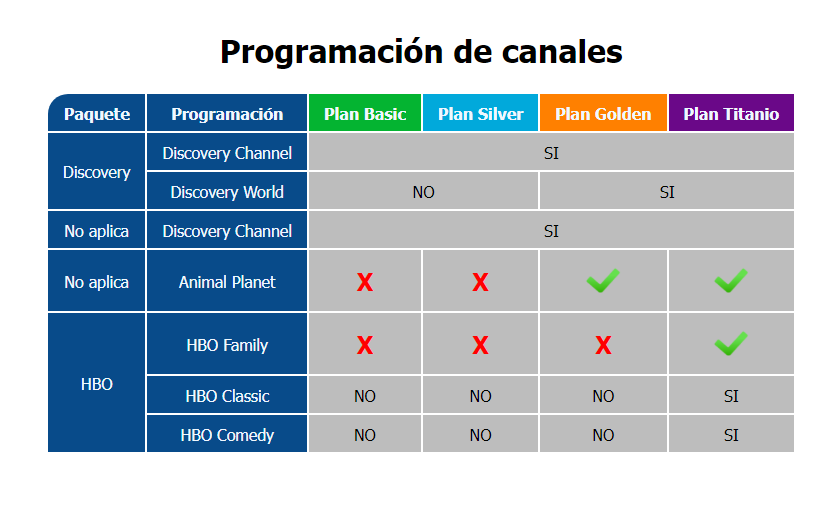 Programación de canales
Paquete Programación Plan Basic Plan Silver Plan Golden Plan Titanio
Discovery Discovery Channel SI
Discovery World NO SI
No aplica Discovery Channel SI
No aplica Animal Planet X X ✓ ✓
HBO HBO Family X X X ✓
HBO Classic NO NO NO SI
HBO Comedy NO NO NO SI